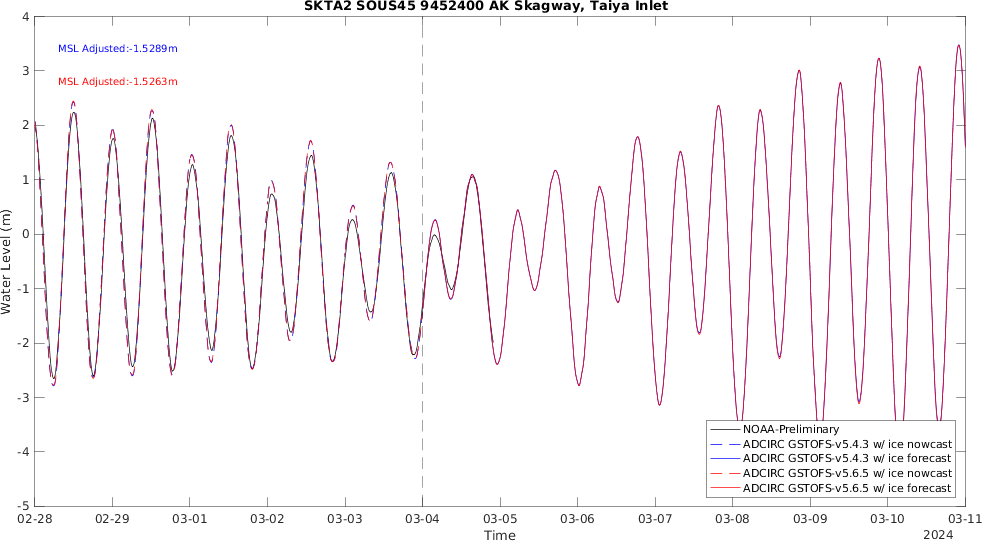 SKTA2 SOUS45 9452400 AK Skagway, Taiya Inlet
MSL Adjusted:-1.5289m
MSL Adjusted:-1.5263m
Water Level (m)
4
3
2
1
0
-1
-2
-3
-4
-5
NOAA-Preliminary
ADCIRC GSTOFS-v5.4.3 w/ ice nowcast
ADCIRC GSTOFS-v5.4.3 w/ ice forecast
ADCIRC GSTOFS-v5.6.5 w/ ice nowcast
ADCIRC GSTOFS-v5.6.5 w/ ice forecast
02-28 02-29 03-01 03-02 03-03 03-04 03-05 03-06 03-07 03-08 03-09 03-10 03-11
Time
2024